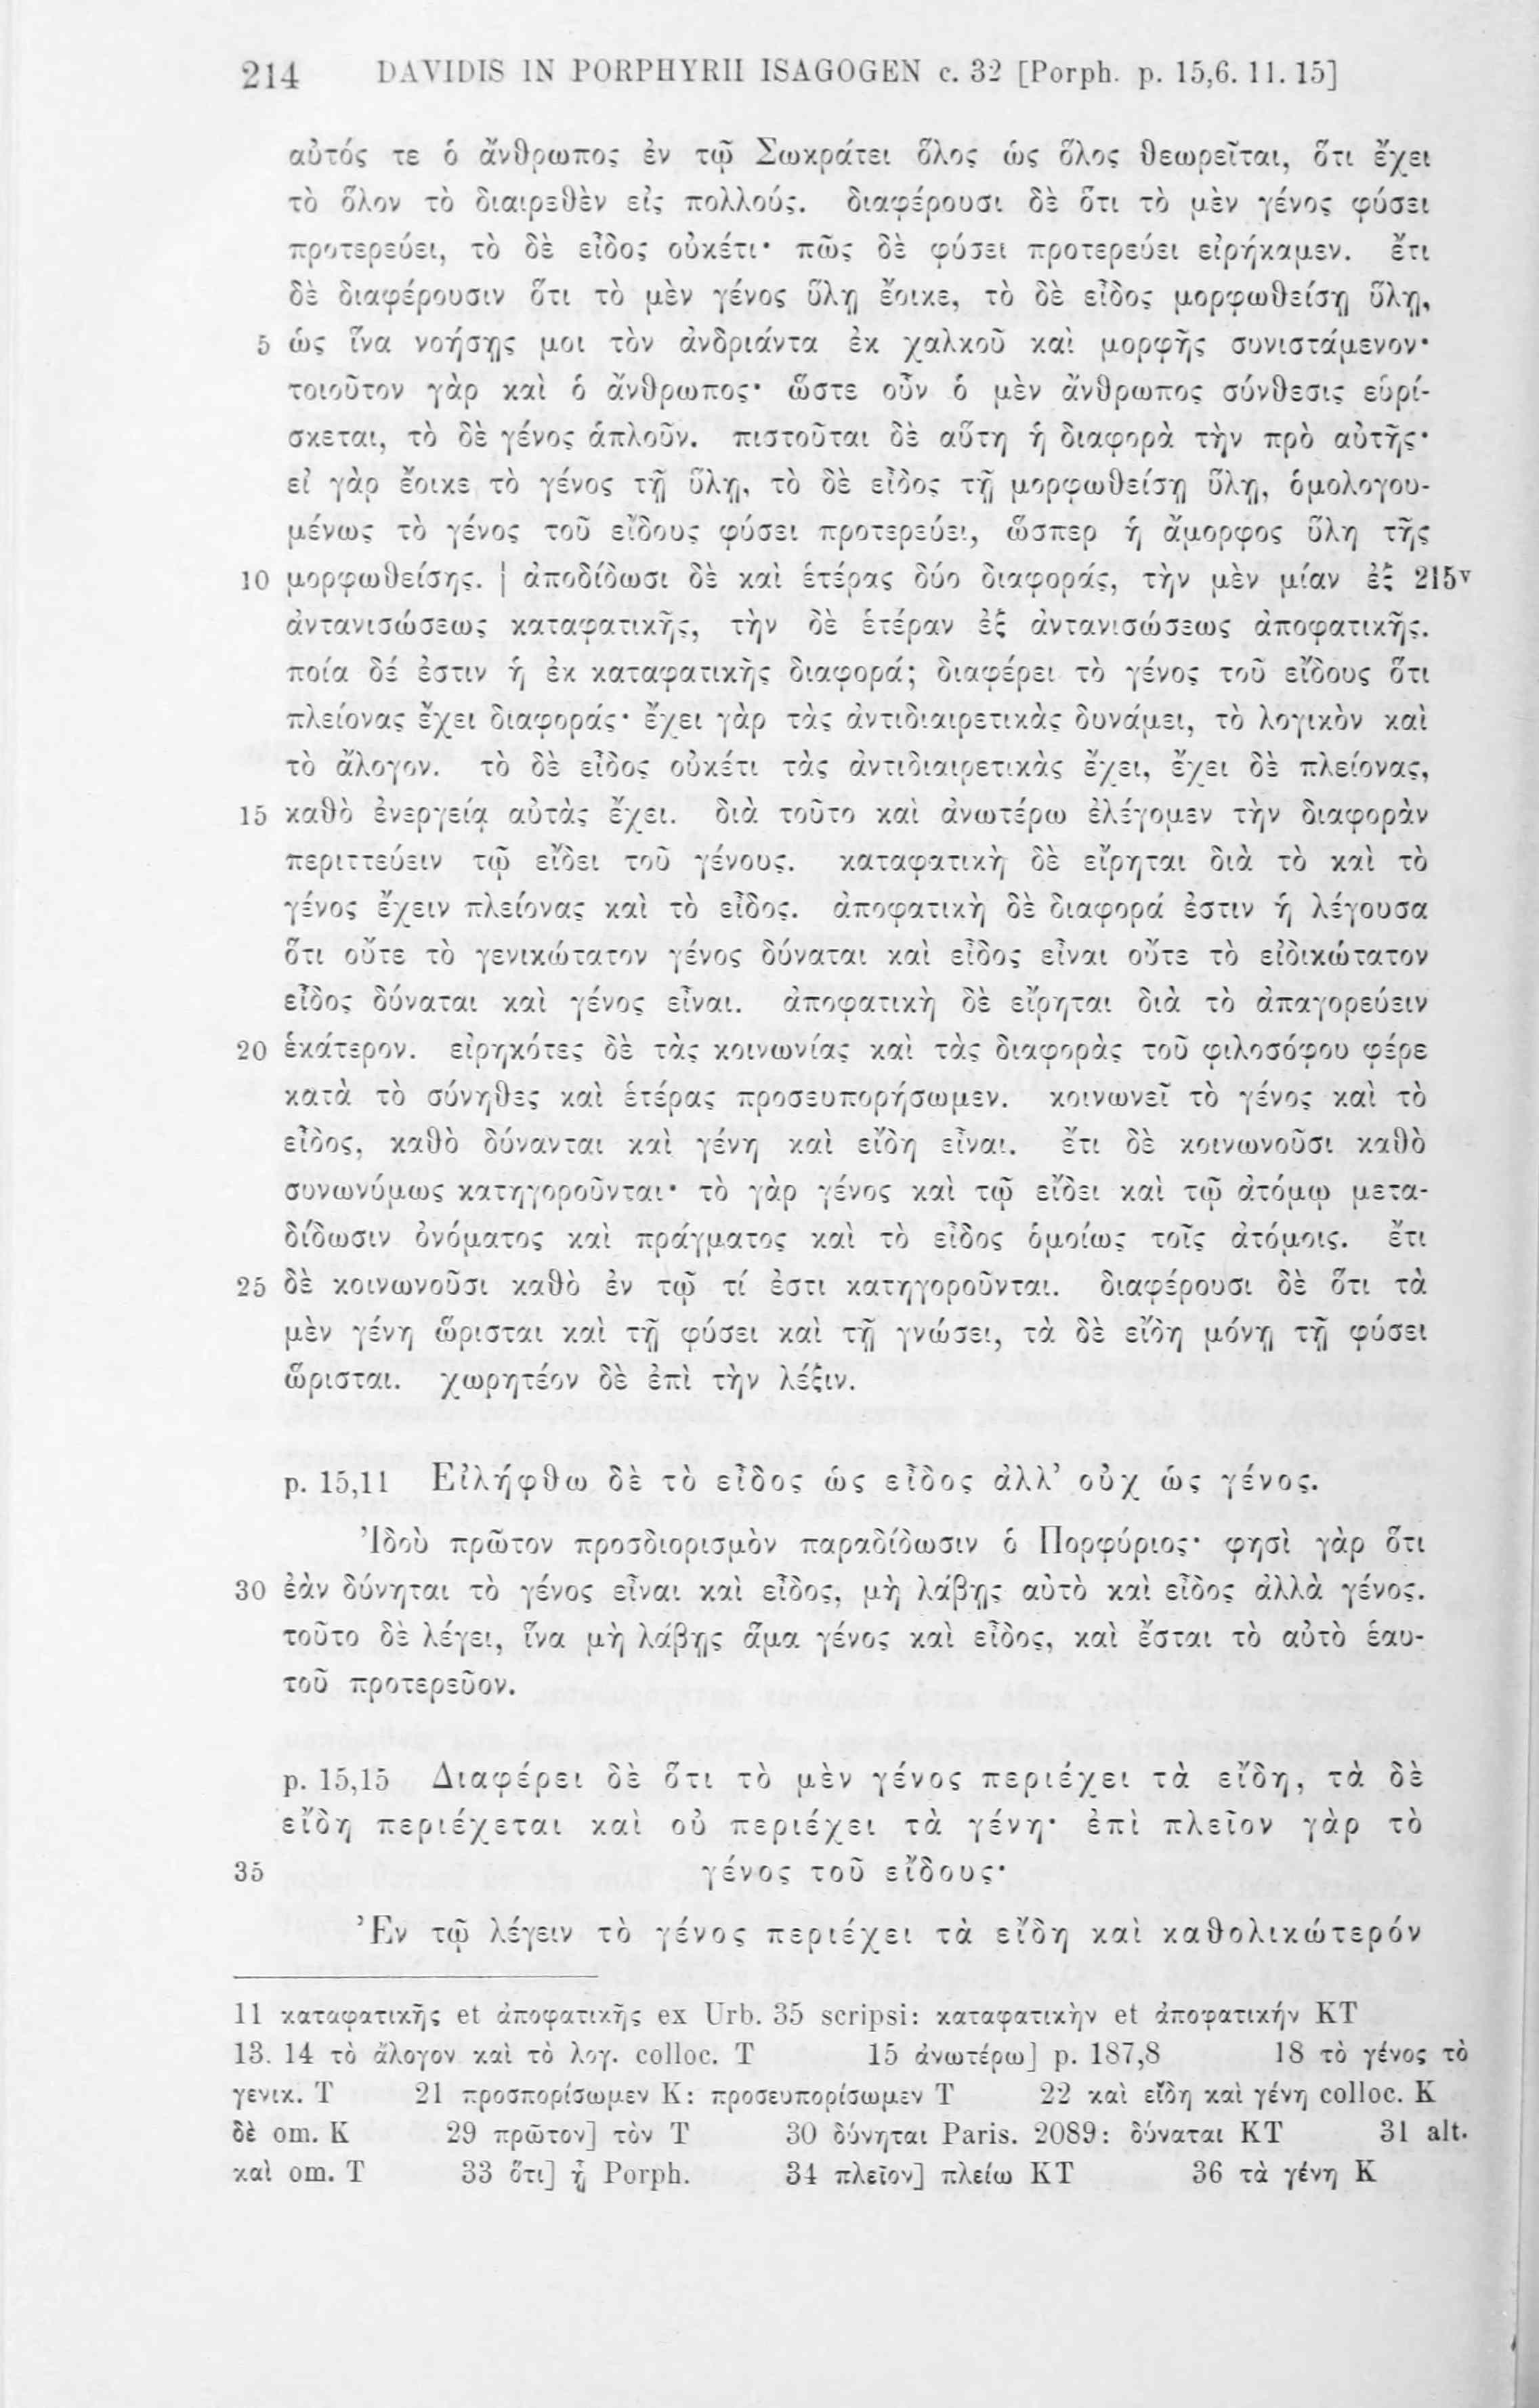 214 DAVIDIS IN PORPHYRII ISAGOGEN c. 32 [Porph. p. 15,6. 11. 15]
αὐτός τε ὁ ἄνθρωπος ἐν τῷ Σωκράτει ὅλος ὡς ὅλος θεωρεῖται, ὅτι ἔχει
τὸ ὅλον τὸ διαιρεθὲν εἰς πολλούς. διαφέρουσι δὲ ὅτι τὸ μὲν γένος φύσει
προτερεύει, τὸ δὲ εἶδος οὐκέτι· πῶς δὲ φύσει προτερεύει εἰρήκαμεν. ἔτι
δὲ διαφέρουσιν ὅτι τὸ μὲν γένος ὕλῃ ἔοικε, τὸ δὲ εἶδος μορφωθείσῃ ὕλῃ,
5 ὡς ἵνα νοήσῃς μοι τὸν ἀνδριάντα ἐκ χαλκοῦ καὶ μορφῆς συνιστάμενον·
τοιοῦτον γὰρ καὶ ὁ ἄνθρωπος· ὥστε οὖν ὁ μὲν ἄνθρωπος σύνθεσις εὑρί-
σκεται, τὸ δὲ γένος ἁπλοῦν. πιστοῦται δὲ αὕτη ἡ διαφορὰ τὴν πρὸ αὐτῆς·
εἰ γὰρ ἔοικε τὸ γένος τῇ ὕλῃ, τὸ δὲ εἶδος τῇ μορφωθείσῃ ὕλῃ, ὁμολογου-
μένως τὸ γένος τοῦ εἴδους φύσει προτερεύει, ὥσπερ ἡ ἄμορφος ὕλη τῆς
10 μορφωθείσης. | ἀποδίδωσι δὲ καὶ ἑτέρας δύο διαφοράς, τὴν μὲν μίαν ἐξ 215v
ἀντανισώσεως καταφατικῆς, τὴν δὲ ἑτέραν ἐξ ἀντανισώσεως ἀποφατικῆς.
ποία δέ ἐστιν ἡ ἐκ καταφατικῆς διαφορά; διαφέρει τὸ γένος τοῦ εἴδους ὅτι
πλείονας ἔχει διαφοράς· ἔχει γὰρ τὰς ἀντιδιαιρετικὰς δυνάμει, τὸ λογικὸν καὶ
τὸ ἄλογον. τὸ δὲ εἶδος οὐκέτι τὰς ἀντιδιαιρετικὰς ἔχει, ἔχει δὲ πλείονας,
15 καθὸ ἐνεργείᾳ αὐτὰς ἔχει. διὰ τοῦτο καὶ ἀνωτέρω ἐλέγομεν τὴν διαφορὰν
περιττεύειν τῷ εἴδει τοῦ γένους. καταφατικὴ δὲ εἴρηται διὰ τὸ καὶ τὸ
γένος ἔχειν πλείονας καὶ τὸ εἶδος. ἀποφατικὴ δὲ διαφορά ἐστιν ἡ λέγουσα
ὅτι οὔτε τὸ γενικώτατον γένος δύναται καὶ εἶδος εἶναι οὔτε τὸ εἰδικώτατον
εἶδος δύναται καὶ γένος εἶναι. ἀποφατικὴ δὲ εἴρηται διὰ τὸ ἀπαγορεύειν
20 ἑκάτερον. εἰρηκότες δὲ τὰς κοινωνίας καὶ τὰς διαφορὰς τοῦ φιλοσόφου φέρε
κατὰ τὸ σύνηθες καὶ ἑτέρας προσευπορήσωμεν. κοινωνεῖ τὸ γένος καὶ τὸ
εἶδος, καθὸ δύνανται καὶ γένη καὶ εἴδη εἶναι. ἔτι δὲ κοινωνοῦσι καθὸ
συνωνύμως κατηγοροῦνται· τὸ γὰρ γένος καὶ τῷ εἴδει καὶ τῷ ἀτόμῳ μετα-
δίδωσιν ὀνόματος καὶ πράγματος καὶ τὸ εἶδος ὁμοίως τοῖς ἀτόμοις. ἔτι
25 δὲ κοινωνοῦσι καθὸ ἐν τῷ τί ἐστι κατηγοροῦνται. διαφέρουσι δὲ ὅτι τὰ
μὲν γένη ὥρισται καὶ τῇ φύσει καὶ τῇ γνώσει, τὰ δὲ εἴδη μόνῃ τῇ φύσει
ὥρισται. χωρητέον δὲ ἐπὶ τὴν λέξιν.
p. 15,11 Εἰλήφθω δὲ τὸ εἶδος ὡς εἶδος ἀλλ’ οὐχ ὡς γένος.
Ἰδοὺ πρῶτον προσδιορισμὸν παραδίδωσιν ὁ Πορφύριος· φησὶ γὰρ ὅτι
30 ἐὰν δύνηται τὸ γένος εἶναι καὶ εἶδος, μὴ λάβῃς αὐτὸ καὶ εἶδος ἀλλὰ γένος.
τοῦτο δὲ λέγει, ἵνα μὴ λάβῃς ἅμα γένος καὶ εἶδος, καὶ ἔσται τὸ αὐτὸ ἑαυ-
τοῦ προτερεῦον.
p. 15,15 Διαφέρει δὲ ὅτι τὸ μὲν γένος περιέχει τὰ εἴδη, τὰ δὲ
εἴδη περιέχεται καὶ οὐ περιέχει τὰ γένη· ἐπὶ πλεῖον γὰρ τὸ
35 γένος τοῦ εἴδους·
Ἐν τῷ λέγειν τὸ γένος περιέχει τὰ εἴδη καὶ καθολικώτερόν
11 καταφατικῆς et ἀποφατικῆς ex Urb. 35 scripsi: καταφατικὴν et ἀποφατικήν KT
13. 14 τὸ ἄλογον καὶ τὸ λογ. colloc. T 15 ἀνωτέρω] p. 187,8 18 τὸ γένος τὸ
γενικ. T 21 προσπορίσωμεν K: προσευπορίσωμεν T 22 καὶ εἴδη καὶ γένη colloc. K
δὲ om. K 29 πρῶτον] τὸν T 30 δύνηται Paris. 2089: δύναται KT 31 alt.
καὶ om. T 33 ὅτι] ᾗ Porph. 34 πλεῖον] πλείω KT 36 τὰ γένη K